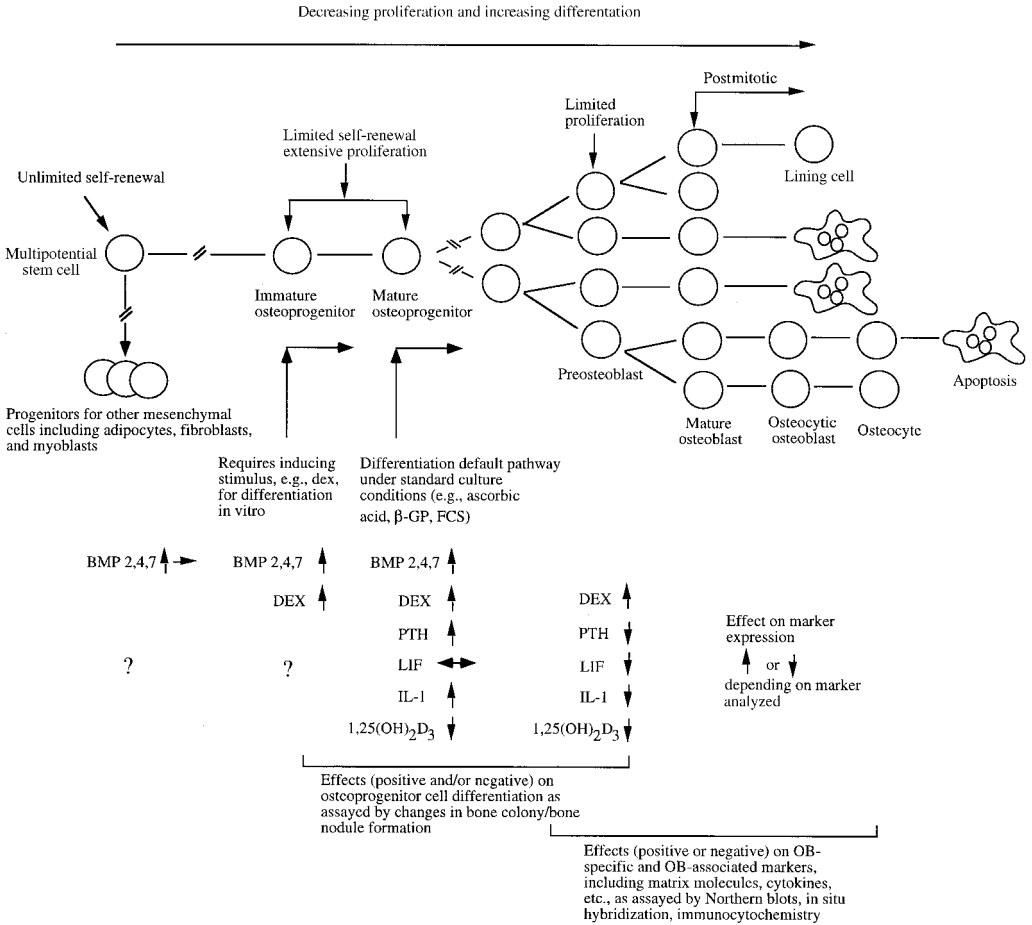 Decreasing proliferation and increasing differentation
Postmitotic
Limited
proliferation
Limited self-renewal
extensive proliferation
Unlimited self-renewal
Lining cell
Multipotential
stem cell
Immature
osteoprogenitor
Mature
osteoprogenitor
Preosteoblast
Apoptosis
Progenitors for other mesenchymal
cells including adipocytes, fibroblasts,
and myoblasts
Mature
osteoblast
Osteocytic
osteoblast
Osteocyte
Requires inducing
stimulus, e.g., dex,
for differentiation
in vitro
Differentiation default pathway
under standard culture
conditions (e.g., ascorbic
acid, β-GP, FCS)
BMP 2,4,7 ↑ →
BMP 2,4,7 ↑
BMP 2,4,7 ↑
DEX ↑
DEX ↑
DEX ↑
PTH ↑
PTH ↓
?
?
LIF ↔
LIF ↓
IL-1 ↑
IL-1 ↓
1,25(OH)₂D₃ ↓
1,25(OH)₂D₃ ↓
Effect on marker
expression
↑ or ↓
depending on marker
analyzed
Effects (positive and/or negative) on
osteoprogenitor cell differentiation as
assayed by changes in bone colony/bone
nodule formation
Effects (positive or negative) on OB-
specific and OB-associated markers,
including matrix molecules, cytokines,
etc., as assayed by Northern blots, in situ
hybridization, immunocytochemistry